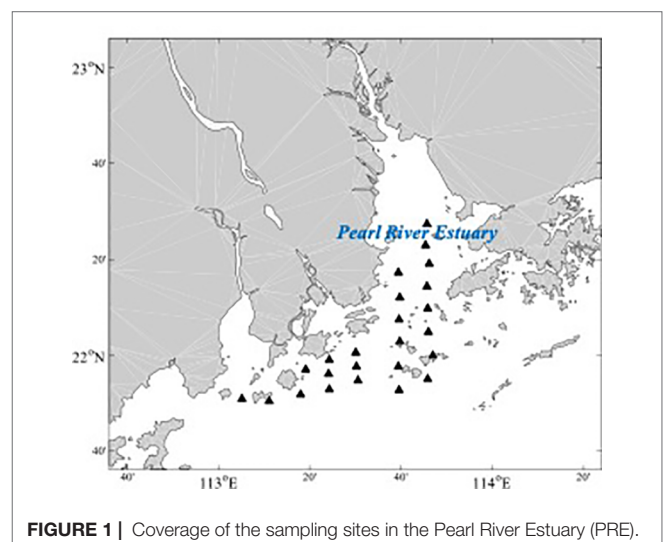 23°N
40'
Pearl River Estuary
20'
22°N
40'
40' 113°E 20' 40' 114°E 20'
FIGURE 1 | Coverage of the sampling sites in the Pearl River Estuary (PRE).